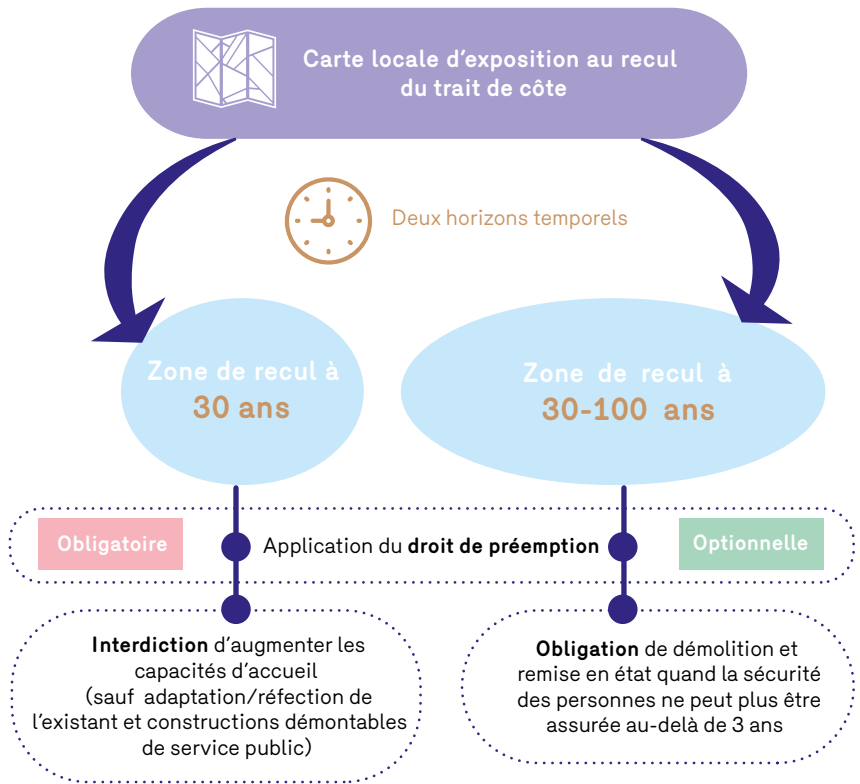 Carte locale d'exposition au recul
du trait de côte
Deux horizons temporels
Zone de recul à
30 ans
Zone de recul à
30-100 ans
Obligatoire
Application du droit de préemption
Optionnelle
Interdiction d'augmenter les
capacités d'accueil
(sauf adaptation/réfection de
l'existant et constructions démontables
de service public)
Obligation de démolition et
remise en état quand la sécurité
des personnes ne peut plus être
assurée au-delà de 3 ans